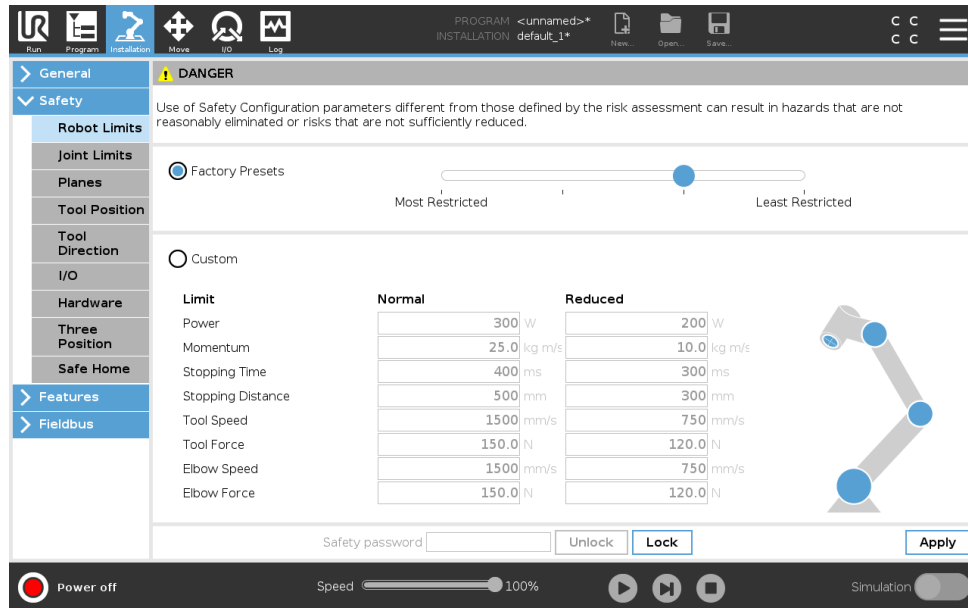 UR
PROGRAM <unnamed>*
INSTALLATION default_1*
Run Program Installation Move I/O Log New... Open... Save...
C C
C C
General
Safety
Robot Limits
Joint Limits
Planes
Tool Position
Tool
Direction
I/O
Hardware
Three
Position
Safe Home
Features
Fieldbus
DANGER
Use of Safety Configuration parameters different from those defined by the risk assessment can result in hazards that are not
reasonably eliminated or risks that are not sufficiently reduced.
Factory Presets
Most Restricted Least Restricted
Custom
Limit Normal Reduced
Power 300 W 200 W
Momentum 25.0 kg m/s 10.0 kg m/s
Stopping Time 400 ms 300 ms
Stopping Distance 500 mm 300 mm
Tool Speed 1500 mm/s 750 mm/s
Tool Force 150.0 N 120.0 N
Elbow Speed 1500 mm/s 750 mm/s
Elbow Force 150.0 N 120.0 N
Safety password Unlock Lock Apply
Power off Speed 100% Simulation